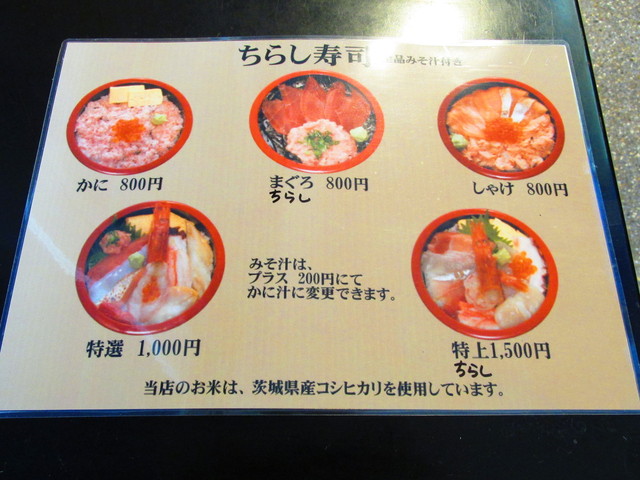 ちらし寿司 品みそ汁付き
かに 800円
まぐろ 800円
ちらし
しゃけ 800円
みそ汁は、
プラス 200円にて
かに汁に変更できます。
特選 1,000円
特上1,500円
ちらし
当店のお米は、茨城県産コシヒカリを使用しています。